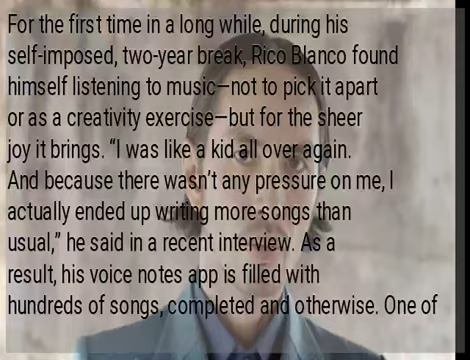 For the first time in a long while, during his
self-imposed, two-year break, Rico Blanco found
himself listening to music—not to pick it apart
or as a creativity exercise—but for the sheer
joy it brings. “I was like a kid all over again.
And because there wasn’t any pressure on me, I
actually ended up writing more songs than
usual,” he said in a recent interview. As a
result, his voice notes app is filled with
hundreds of songs, completed and otherwise. One of